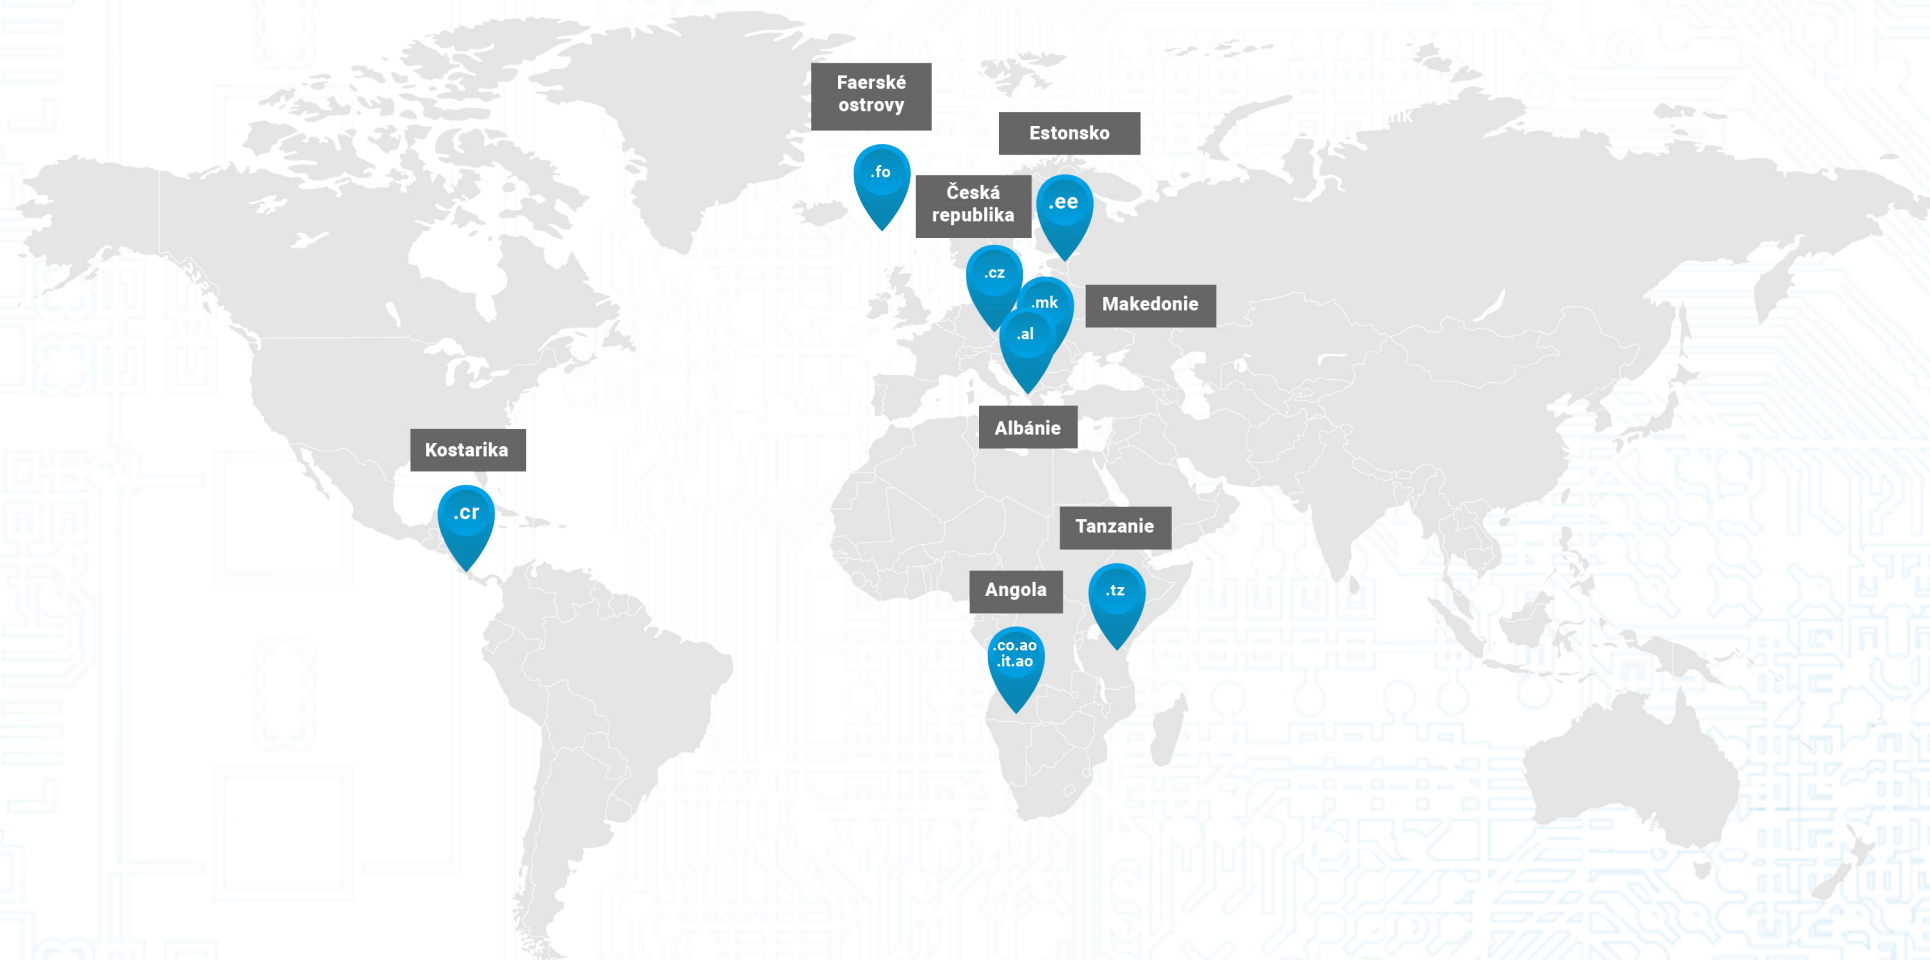 Faerské
ostrovy
.fo
Estonsko
.ee
Česká
republika
.cz
.mk
Makedonie
.al
Albánie
Kostarika
.cr
Tanzanie
.tz
Angola
.co.ao
.it.ao